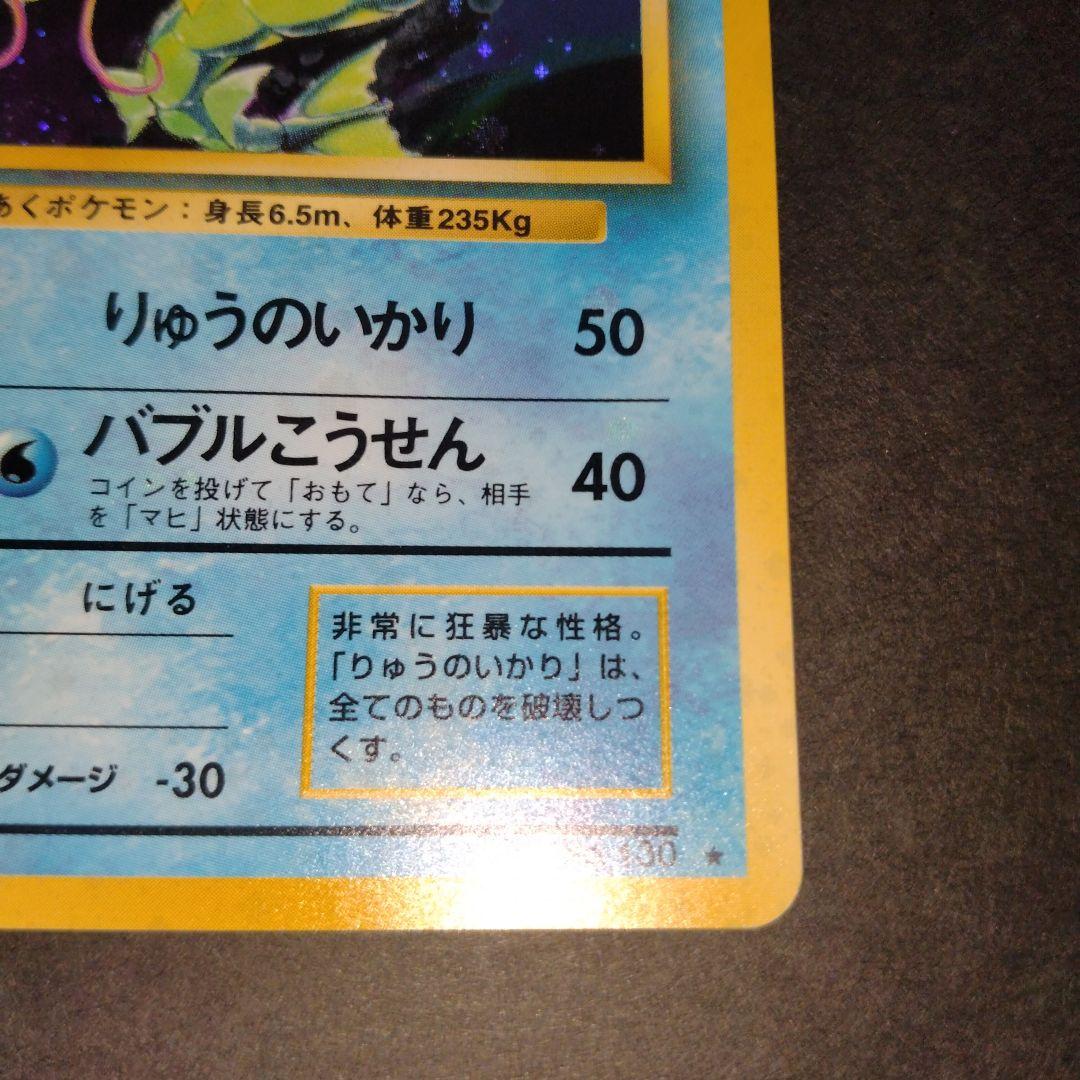 あくポケモン：身長6.5m、体重235Kg
りゅうのいかり 50
バブルこうせん 40
コインを投げて「おもて」なら、相手
を「マヒ」状態にする。
にげる
非常に狂暴な性格。
「りゅうのいかり」は、
全てのものを破壊しつ
くす。
ダメージ -30
130 ★